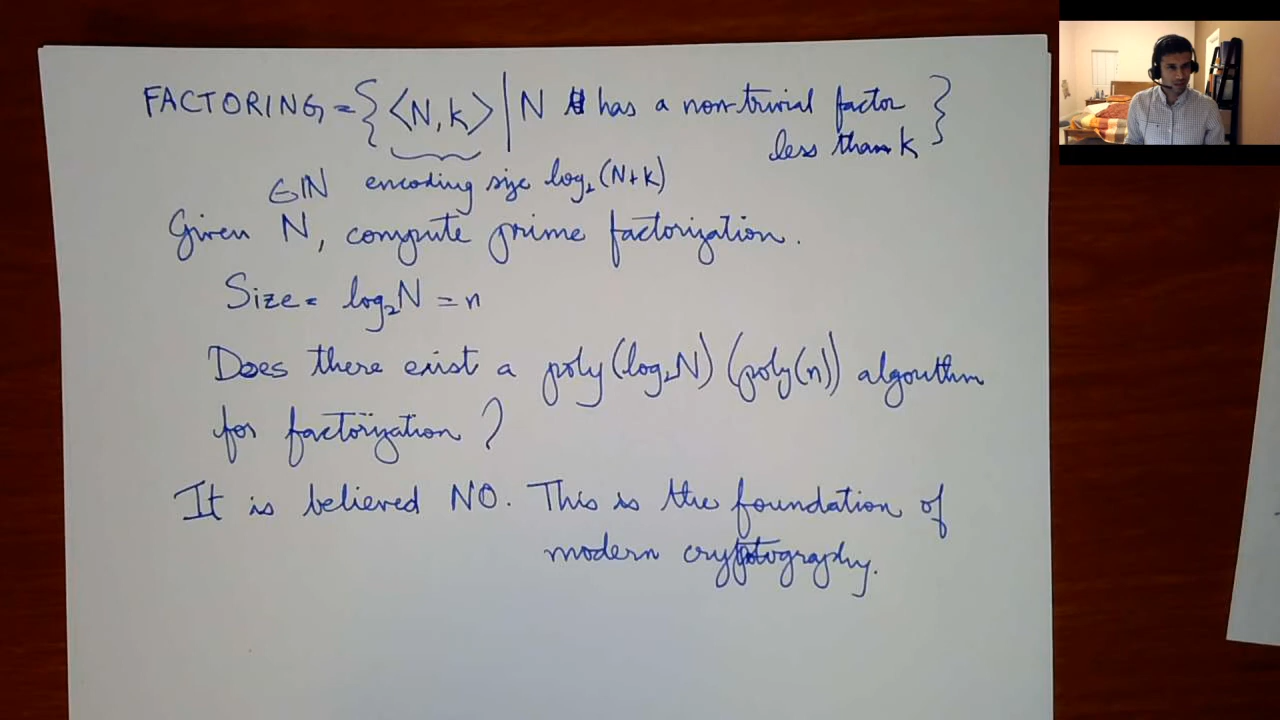 FACTORING = { <N, k> | N has a non-trivial factor }
less than k
∈ ℕ encoding size log₂ (N+k)
Given N, compute prime factorization.
Size = log₂N = n
Does there exist a poly(log₂N) (poly(n)) algorithm
for factorization ?
It is believed NO. This is the foundation of
modern cryptography.